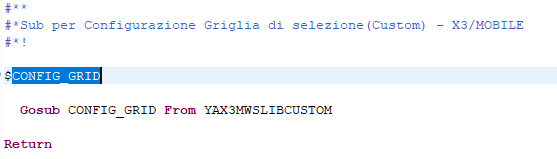 #**
#*Sub per Configurazione Griglia di selezione(Custom) - X3/MOBILE
#*!
$CONFIG_GRID
Gosub CONFIG_GRID From YAX3MWSLIBCUSTOM
Return